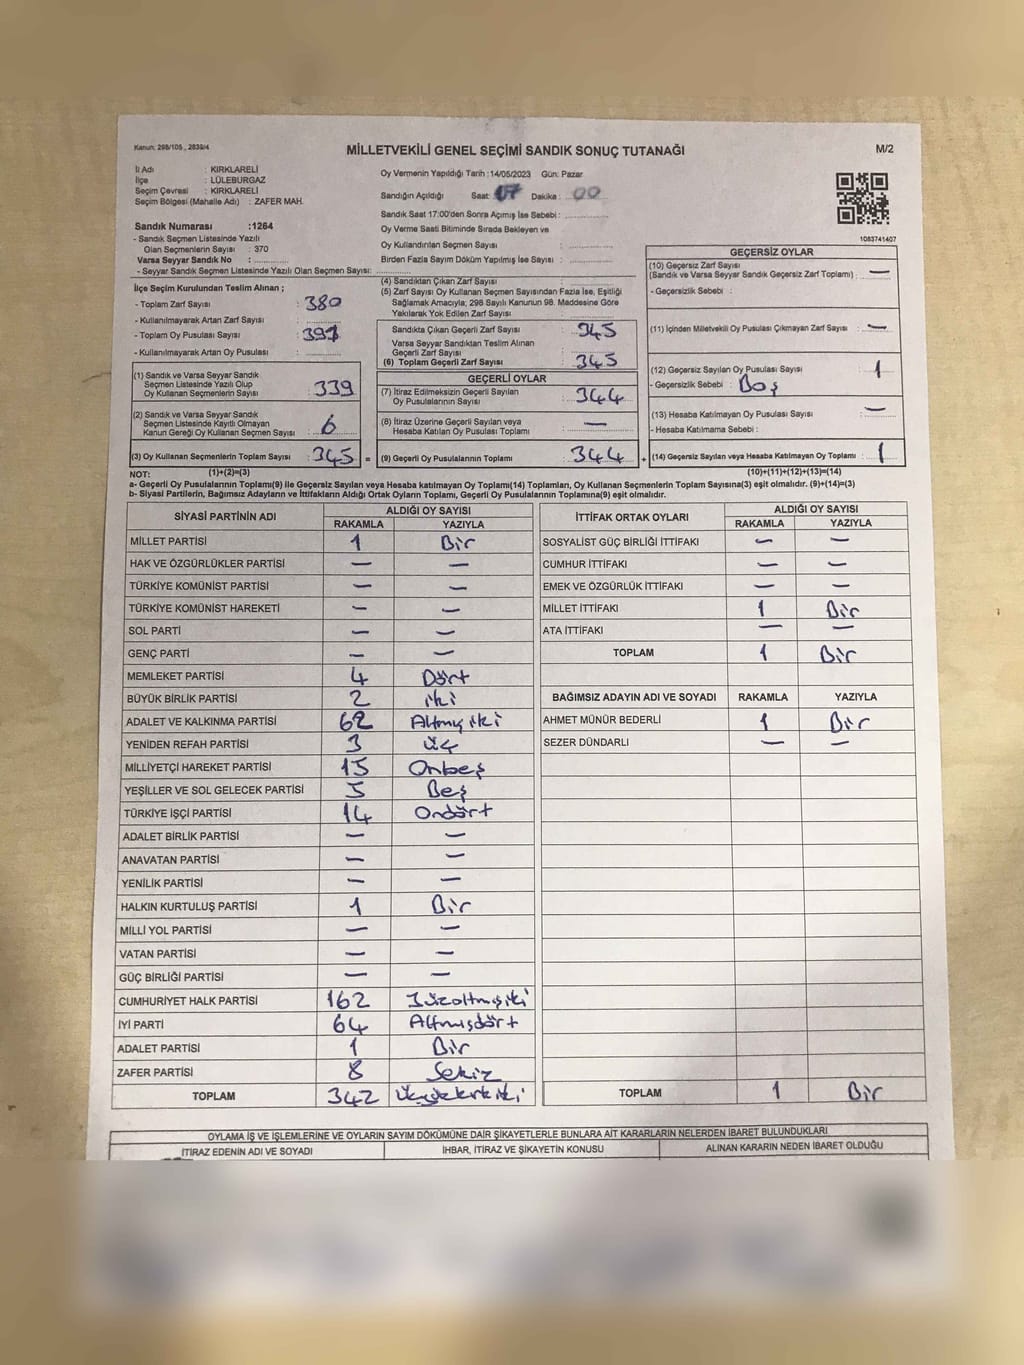 Kanun: 298/105 , 2839/4
MİLLETVEKİLİ GENEL SEÇİMİ SANDIK SONUÇ TUTANAĞI
M/2
İl Adı : KIRKLARELİ
İlçe : LÜLEBURGAZ
Seçim Çevresi : KIRKLARELİ
Seçim Bölgesi (Mahalle Adı) : ZAFER MAH.
Sandık Numarası :1264
- Sandık Seçmen Listesinde Yazılı
Olan Seçmenlerin Sayısı : 370
Varsa Seyyar Sandık No : ............
- Seyyar Sandık Seçmen Listesinde Yazılı Olan Seçmen Sayısı: ............
Oy Vermenin Yapıldığı Tarih : 14/05/2023 Gün: Pazar
Sandığın Açıldığı Saat: 17 Dakika : 00
Sandık Saat 17:00'den Sonra Açımış İse Sebebi : ............
Oy Verme Saati Bitiminde Sırada Bekleyen ve
Oy Kullandırılan Seçmen Sayısı : ............
Birden Fazla Sayım Döküm Yapılmış İse Sayısı : ............
1083741407
İlçe Seçim Kurulundan Teslim Alınan ;
- Toplam Zarf Sayısı : 380
- Kullanılmayarak Artan Zarf Sayısı : ............
- Toplam Oy Pusulası Sayısı : 391
- Kullanılmayarak Artan Oy Pusulası : ............
(1) Sandık ve Varsa Seyyar Sandık
Seçmen Listesinde Yazılı Olup
Oy Kullanan Seçmenlerin Sayısı : 339
(2) Sandık ve Varsa Seyyar Sandık
Seçmen Listesinde Kayıtlı Olmayan
Kanun Gereği Oy Kullanan Seçmen Sayısı : 6
(3) Oy Kullanan Seçmenlerin Toplam Sayısı : 345 =
(4) Sandıktan Çıkan Zarf Sayısı : ............
(5) Zarf Sayısı Oy Kullanan Seçmen Sayısından Fazla İse, Eşitliği
Sağlamak Amacıyla, 298 Sayılı Kanunun 98. Maddesine Göre
Yakılarak Yok Edilen Zarf Sayısı : ............
Sandıkta Çıkan Geçerli Zarf Sayısı : 345
Varsa Seyyar Sandıktan Teslim Alınan
Geçerli Zarf Sayısı : ............
(6) Toplam Geçerli Zarf Sayısı : 345
GEÇERLİ OYLAR
(7) İtiraz Edilmeksizin Geçerli Sayılan
Oy Pusulalarının Sayısı : 344
(8) İtiraz Üzerine Geçerli Sayılan veya
Hesaba Katılan Oy Pusulası Toplamı : —
(9) Geçerli Oy Pusulalarının Toplamı : 344 +
GEÇERSİZ OYLAR
(10) Geçersiz Zarf Sayısı
(Sandık ve Varsa Seyyar Sandık Geçersiz Zarf Toplamı) : —
- Geçersizlik Sebebi :
(11) İçinden Milletvekili Oy Pusulası Çıkmayan Zarf Sayısı : —
(12) Geçersiz Sayılan Oy Pusulası Sayısı : 1
- Geçersizlik Sebebi : Boş
(13) Hesaba Katılmayan Oy Pusulası Sayısı : —
- Hesaba Katılmama Sebebi :
(14) Geçersiz Sayılan veya Hesaba Katılmayan Oy Toplamı : 1
NOT: (1)+(2)=(3) (10)+(11)+(12)+(13)=(14)
a- Geçerli Oy Pusulalarının Toplamı(9) ile Geçersiz Sayılan veya Hesaba Katılmayan Oy Toplamı(14) Toplamları, Oy Kullanan Seçmenlerin Toplam Sayısına(3) eşit olmalıdır. (9)+(14)=(3)
b- Siyasi Partilerin, Bağımsız Adayların ve İttifakların Aldığı Ortak Oyların Toplamı, Geçerli Oy Pusulalarının Toplamına(9) eşit olmalıdır.
SİYASİ PARTİNİN ADI ALDIĞI OY SAYISI
RAKAMLA YAZIYLA
MİLLET PARTİSİ 1 Bir
HAK VE ÖZGÜRLÜKLER PARTİSİ — —
TÜRKİYE KOMÜNİST PARTİSİ — —
TÜRKİYE KOMÜNİST HAREKETİ — —
SOL PARTİ — —
GENÇ PARTİ — —
MEMLEKET PARTİSİ 4 Dört
BÜYÜK BİRLİK PARTİSİ 2 iki
ADALET VE KALKINMA PARTİSİ 62 Altmış iki
YENİDEN REFAH PARTİSİ 3 üç
MİLLİYETÇİ HAREKET PARTİSİ 15 Onbeş
YEŞİLLER VE SOL GELECEK PARTİSİ 5 Beş
TÜRKİYE İŞÇİ PARTİSİ 14 Ondört
ADALET BİRLİK PARTİSİ — —
ANAVATAN PARTİSİ — —
YENİLİK PARTİSİ — —
HALKIN KURTULUŞ PARTİSİ 1 Bir
MİLLİ YOL PARTİSİ — —
VATAN PARTİSİ — —
GÜÇ BİRLİĞİ PARTİSİ — —
CUMHURİYET HALK PARTİSİ 162 Yüzaltmışiki
İYİ PARTİ 64 Altmışdört
ADALET PARTİSİ 1 Bir
ZAFER PARTİSİ 8 Sekiz
TOPLAM 342 Üçyüzkırkiki
İTTİFAK ORTAK OYLARI ALDIĞI OY SAYISI
RAKAMLA YAZIYLA
SOSYALİST GÜÇ BİRLİĞİ İTTİFAKI — —
CUMHUR İTTİFAKI — —
EMEK VE ÖZGÜRLÜK İTTİFAKI — —
MİLLET İTTİFAKI 1 Bir
ATA İTTİFAKI — —
TOPLAM 1 Bir
BAĞIMSIZ ADAYIN ADI VE SOYADI RAKAMLA YAZIYLA
AHMET MÜNÜR BEDERLİ 1 Bir
SEZER DÜNDARLI — —
TOPLAM 1 Bir
OYLAMA İŞ VE İŞLEMLERİNE VE OYLARIN SAYIM DÖKÜMÜNE DAİR ŞİKAYETLERLE BUNLARA AİT KARARLARIN NELERDEN İBARET BULUNDUKLARI
İTİRAZ EDENİN ADI VE SOYADI İHBAR, İTİRAZ VE ŞİKAYETİN KONUSU ALINAN KARARIN NEDEN İBARET OLDUĞU